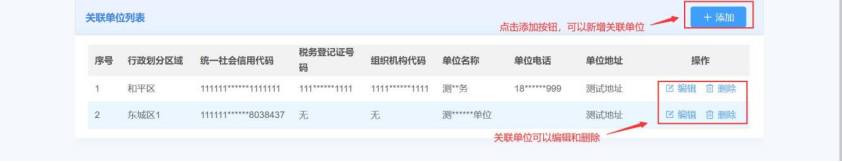 关联单位列表
+ 添加
点击添加按钮，可以新增关联单位
序号 行政划分区域 统一社会信用代码 税务登记证号码 组织机构代码 单位名称 单位电话 单位地址 操作
1 和平区 111111******1111111 111******1111 1111******1111 测**务 18******999 测试地址 编辑 删除
2 东城区1 111111******8038437 无 无 测******单位 测试地址 编辑 删除
关联单位可以编辑和删除